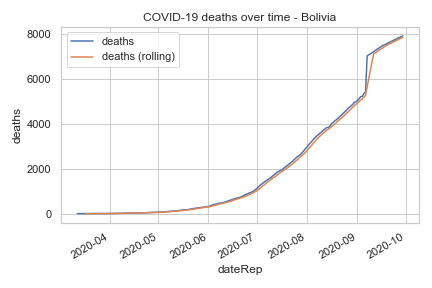 COVID-19 deaths over time - Bolivia
deaths
deaths (rolling)
8000
6000
4000
2000
0
deaths
2020-04
2020-05
2020-06
2020-07
2020-08
2020-09
2020-10
dateRep